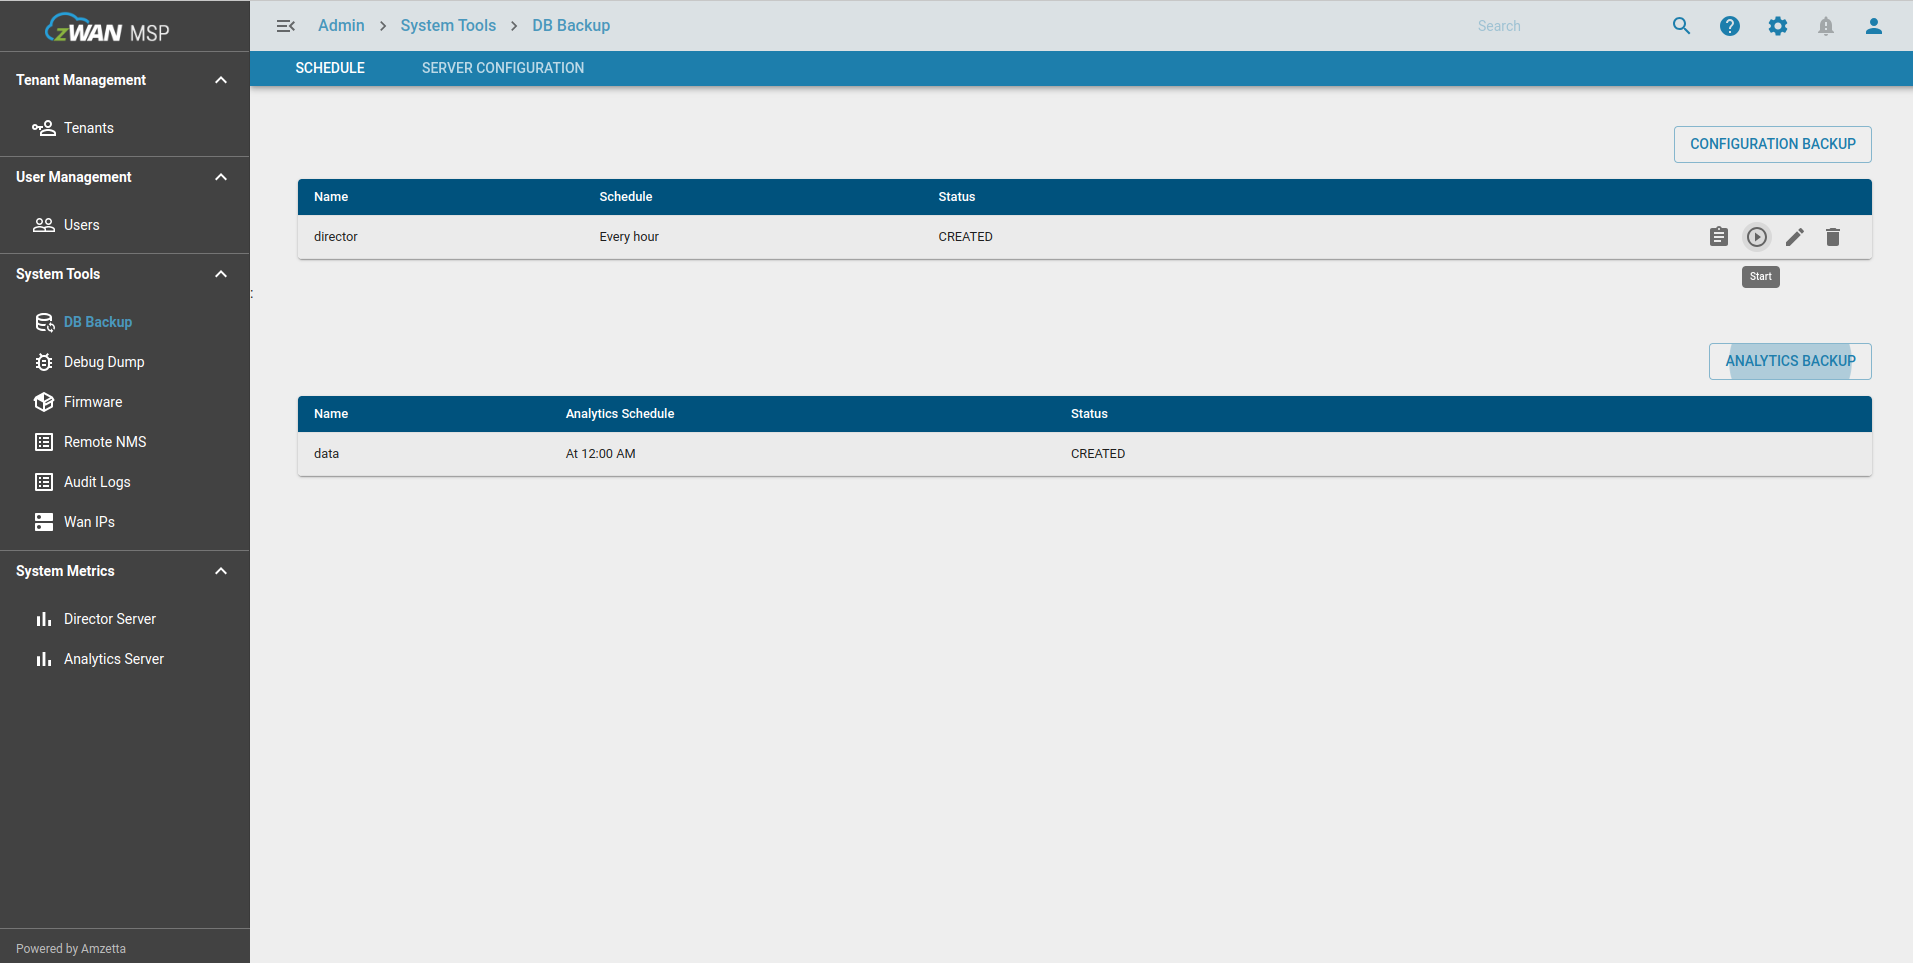 zWAN MSP
Admin > System Tools > DB Backup
Search
SCHEDULE
SERVER CONFIGURATION
Tenant Management
Tenants
User Management
Users
System Tools
DB Backup
Debug Dump
Firmware
Remote NMS
Audit Logs
Wan IPs
System Metrics
Director Server
Analytics Server
Powered by Amzetta
:
CONFIGURATION BACKUP
Name Schedule Status
director Every hour CREATED
Start
ANALYTICS BACKUP
Name Analytics Schedule Status
data At 12:00 AM CREATED